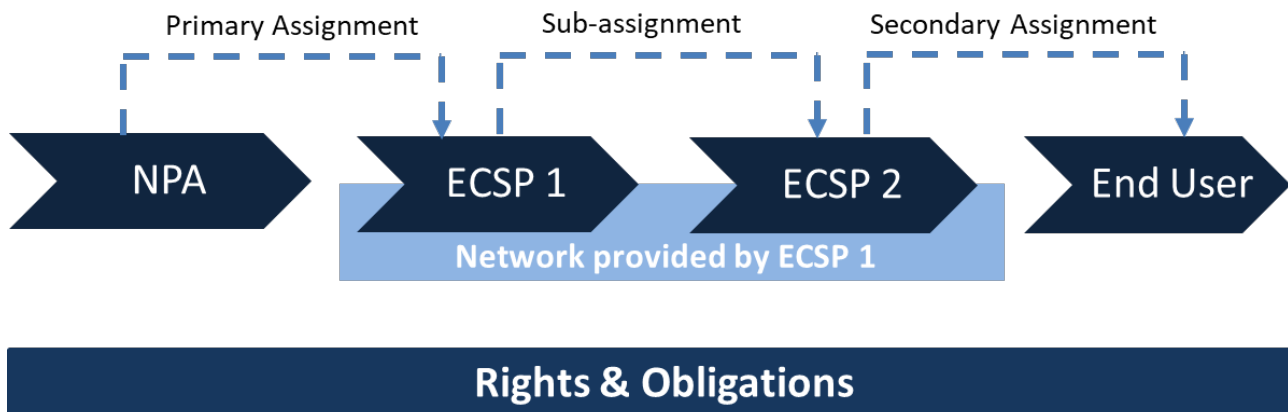 Primary Assignment
Sub-assignment
Secondary Assignment
NPA
ECSP 1
ECSP 2
End User
Network provided by ECSP 1
Rights & Obligations